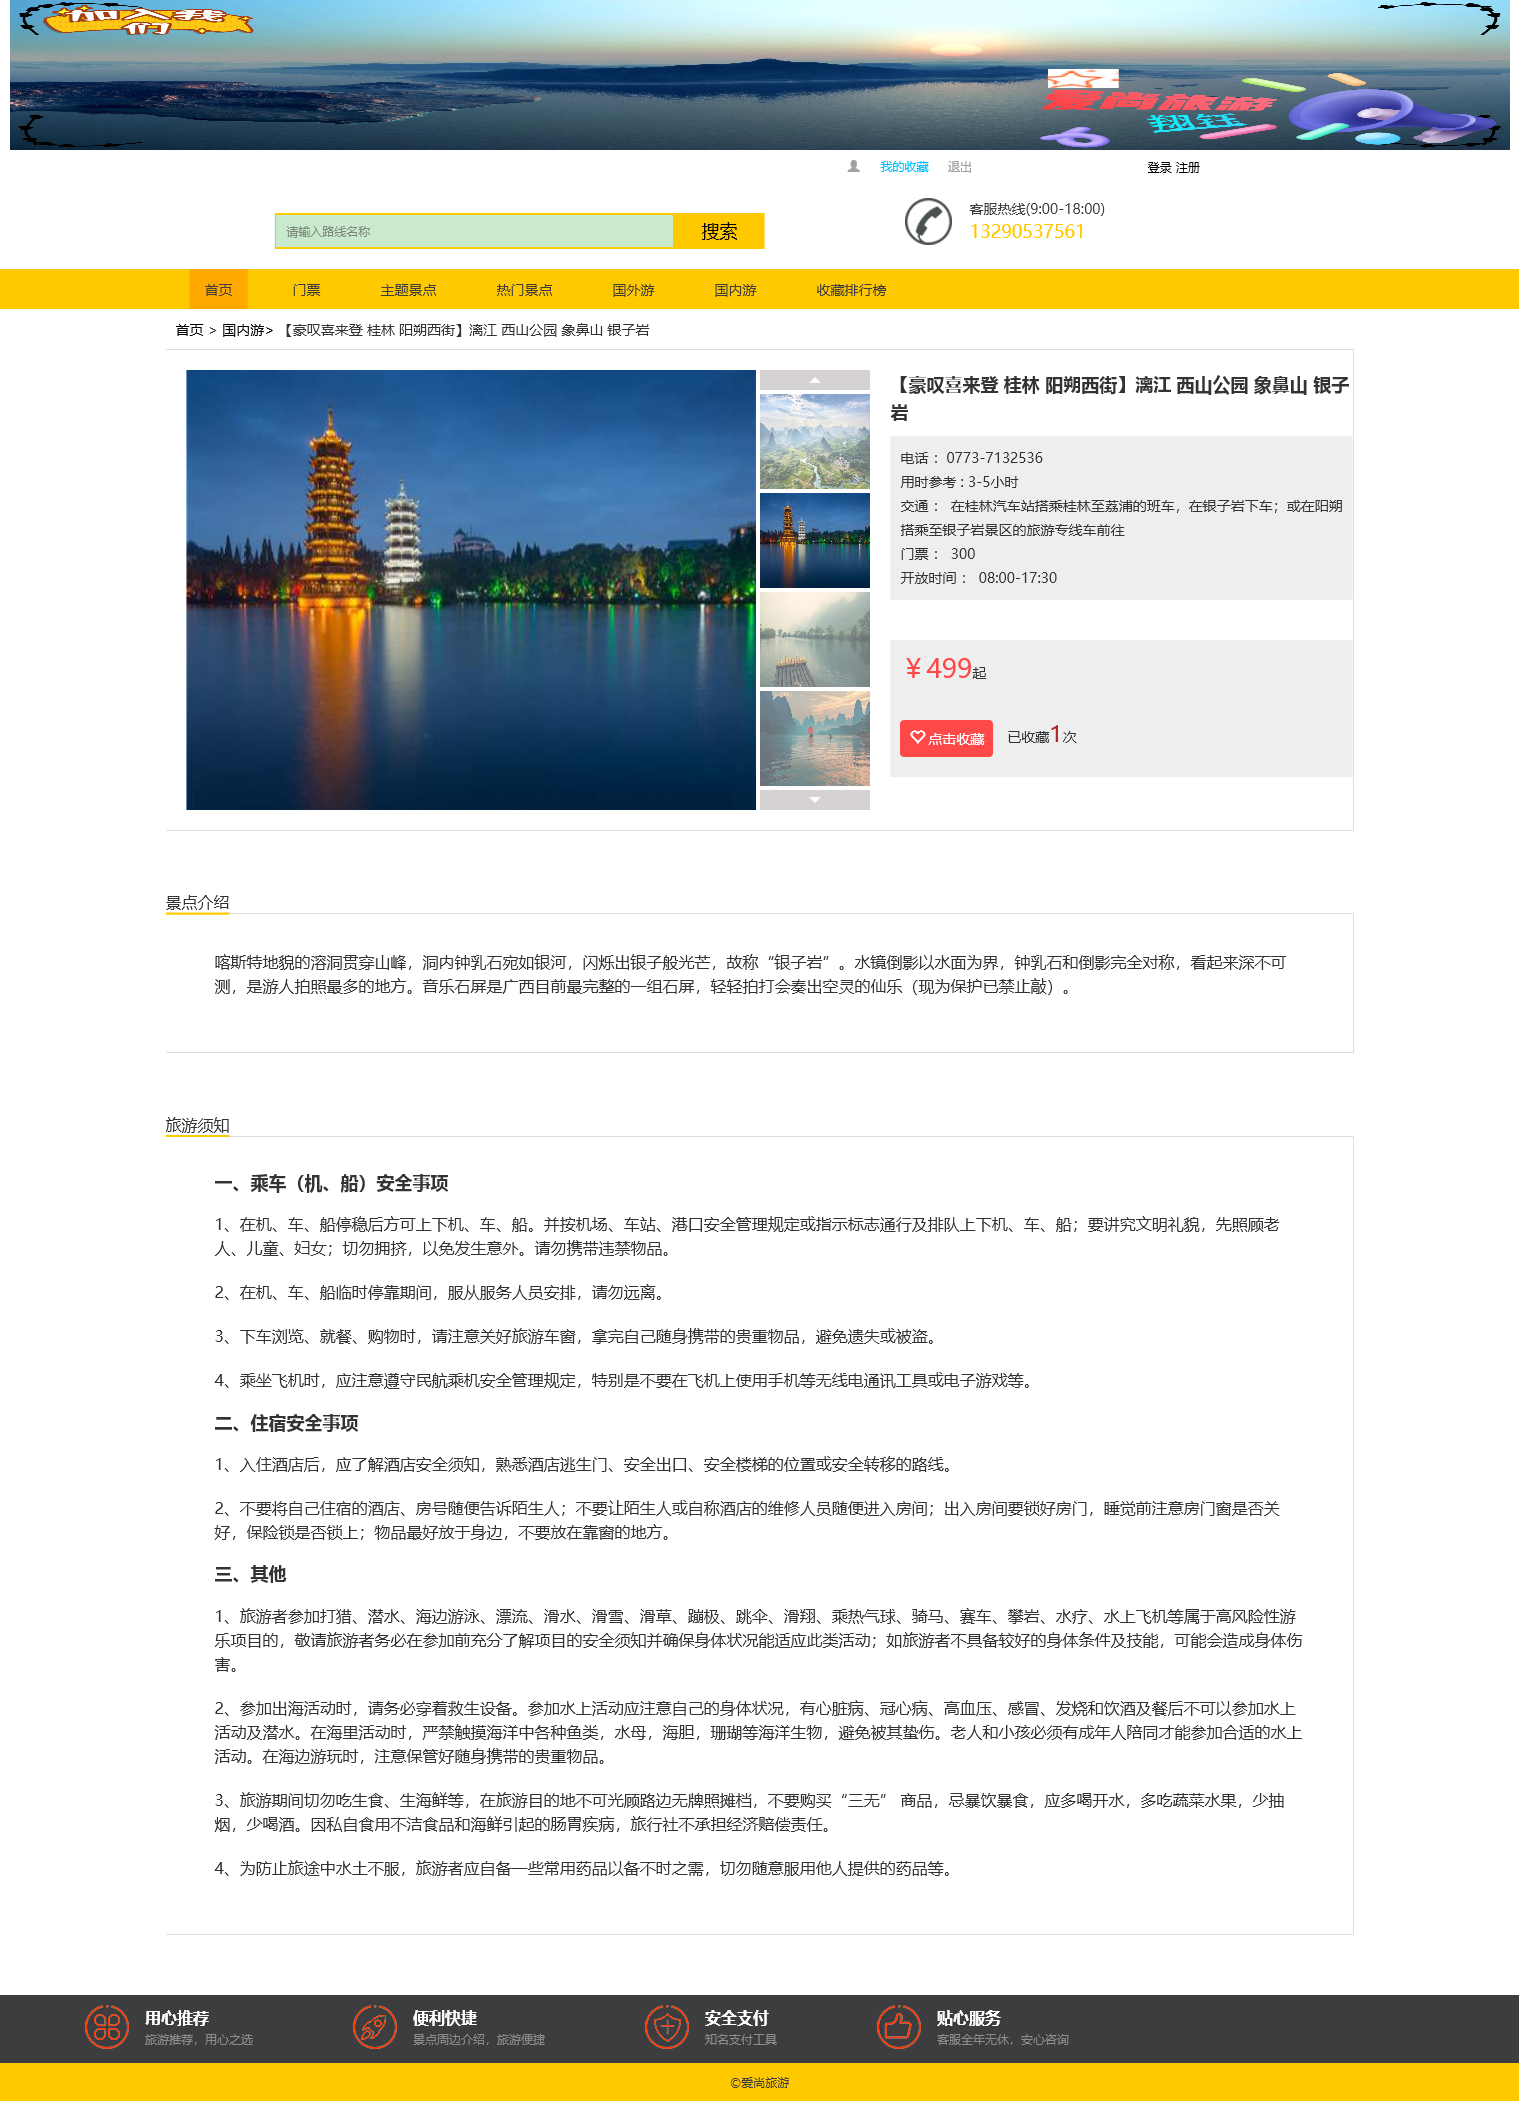 加入我们
爱尚旅游
翔钰
我的收藏 退出 登录 注册
请输入路线名称 搜索
客服热线(9:00-18:00)
13290537561
首页 门票 主题景点 热门景点 国外游 国内游 收藏排行榜
首页 > 国内游> 【豪叹喜来登 桂林 阳朔西街】漓江 西山公园 象鼻山 银子岩
【豪叹喜来登 桂林 阳朔西街】漓江 西山公园 象鼻山 银子
岩
电话： 0773-7132536
用时参考 : 3-5小时
交通： 在桂林汽车站搭乘桂林至荔浦的班车，在银子岩下车；或在阳朔
搭乘至银子岩景区的旅游专线车前往
门票： 300
开放时间： 08:00-17:30
¥499起
点击收藏 已收藏1次
景点介绍
喀斯特地貌的溶洞贯穿山峰，洞内钟乳石宛如银河，闪烁出银子般光芒，故称“银子岩”。水镜倒影以水面为界，钟乳石和倒影完全对称，看起来深不可
测，是游人拍照最多的地方。音乐石屏是广西目前最完整的一组石屏，轻轻拍打会奏出空灵的仙乐（现为保护已禁止敲）。
旅游须知
一、乘车（机、船）安全事项
1、在机、车、船停稳后方可上下机、车、船。并按机场、车站、港口安全管理规定或指示标志通行及排队上下机、车、船；要讲究文明礼貌，先照顾老
人、儿童、妇女；切勿拥挤，以免发生意外。请勿携带违禁物品。
2、在机、车、船临时停靠期间，服从服务人员安排，请勿远离。
3、下车浏览、就餐、购物时，请注意关好旅游车窗，拿完自己随身携带的贵重物品，避免遗失或被盗。
4、乘坐飞机时，应注意遵守民航乘机安全管理规定，特别是不要在飞机上使用手机等无线电通讯工具或电子游戏等。
二、住宿安全事项
1、入住酒店后，应了解酒店安全须知，熟悉酒店逃生门、安全出口、安全楼梯的位置或安全转移的路线。
2、不要将自己住宿的酒店、房号随便告诉陌生人；不要让陌生人或自称酒店的维修人员随便进入房间；出入房间要锁好房门，睡觉前注意房门窗是否关
好，保险锁是否锁上；物品最好放于身边，不要放在靠窗的地方。
三、其他
1、旅游者参加打猎、潜水、海边游泳、漂流、滑水、滑雪、滑草、蹦极、跳伞、滑翔、乘热气球、骑马、赛车、攀岩、水疗、水上飞机等属于高风险性游
乐项目的，敬请旅游者务必在参加前充分了解项目的安全须知并确保身体状况能适应此类活动；如旅游者不具备较好的身体条件及技能，可能会造成身体伤
害。
2、参加出海活动时，请务必穿着救生设备。参加水上活动应注意自己的身体状况，有心脏病、冠心病、高血压、感冒、发烧和饮酒及餐后不可以参加水上
活动及潜水。在海里活动时，严禁触摸海洋中各种鱼类，水母，海胆，珊瑚等海洋生物，避免被其蛰伤。老人和小孩必须有成年人陪同才能参加合适的水上
活动。在海边游玩时，注意保管好随身携带的贵重物品。
3、旅游期间切勿吃生食、生海鲜等，在旅游目的地不可光顾路边无牌照摊档，不要购买“三无” 商品，忌暴饮暴食，应多喝开水，多吃蔬菜水果，少抽
烟，少喝酒。因私自食用不洁食品和海鲜引起的肠胃疾病，旅行社不承担经济赔偿责任。
4、为防止旅途中水土不服，旅游者应自备一些常用药品以备不时之需，切勿随意服用他人提供的药品等。
用心推荐 便利快捷 安全支付 贴心服务
旅游推荐，用心之选 景点周边介绍，旅游便捷 知名支付工具 客服全年无休，安心咨询
©爱尚旅游